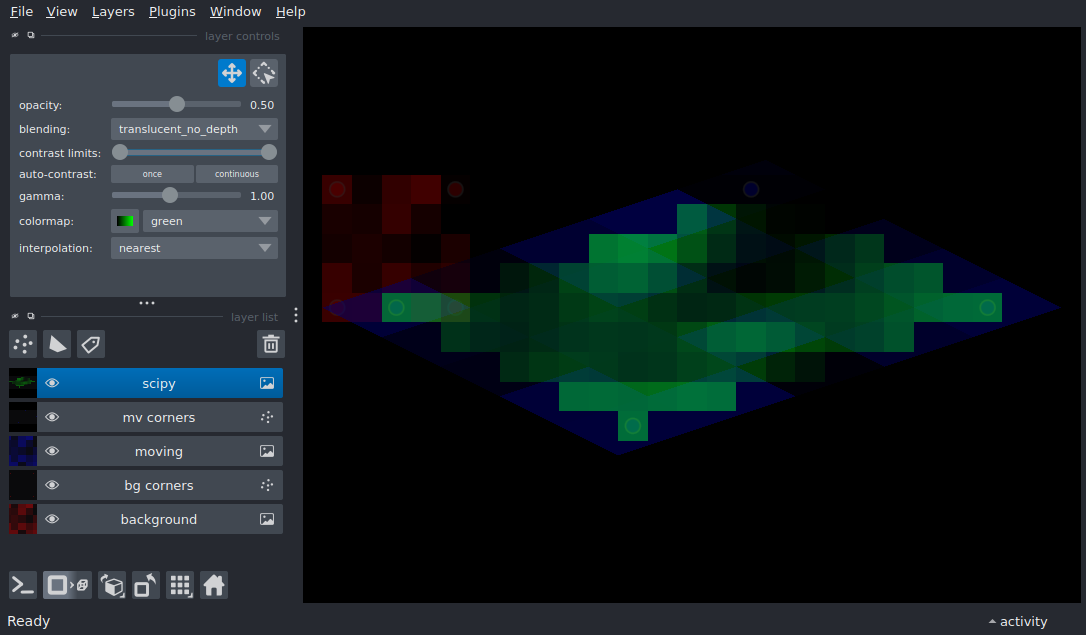 File View Layers Plugins Window Help
layer controls
opacity: 0.50
blending: translucent_no_depth
contrast limits:
auto-contrast: once continuous
gamma: 1.00
colormap: green
interpolation: nearest
layer list
scipy
mv corners
moving
bg corners
background
Ready
activity